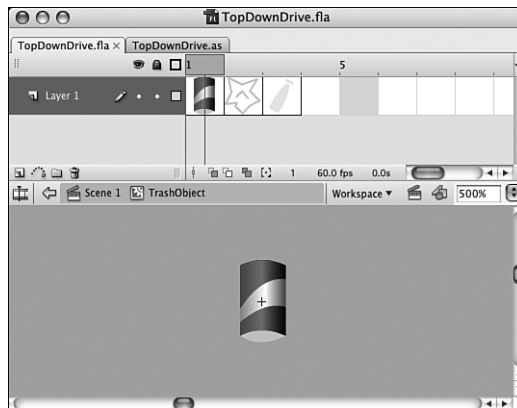 TopDownDrive.fla
TopDownDrive.fla × TopDownDrive.as
1 5
Layer 1
1 60.0 fps 0.0s
Scene 1 TrashObject Workspace ▼ 500%